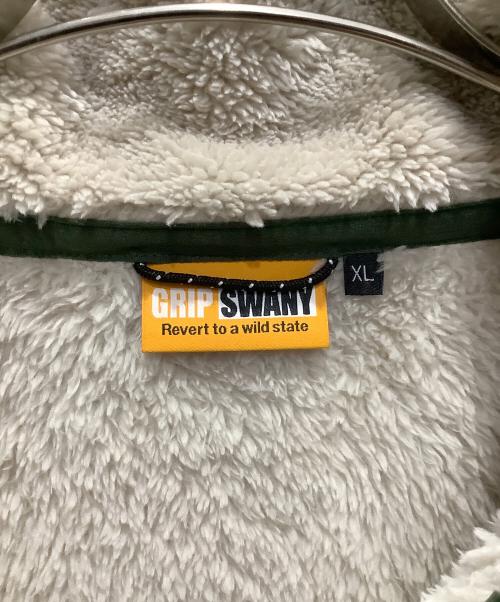 GRIP SWANY
Revert to a wild state
XL